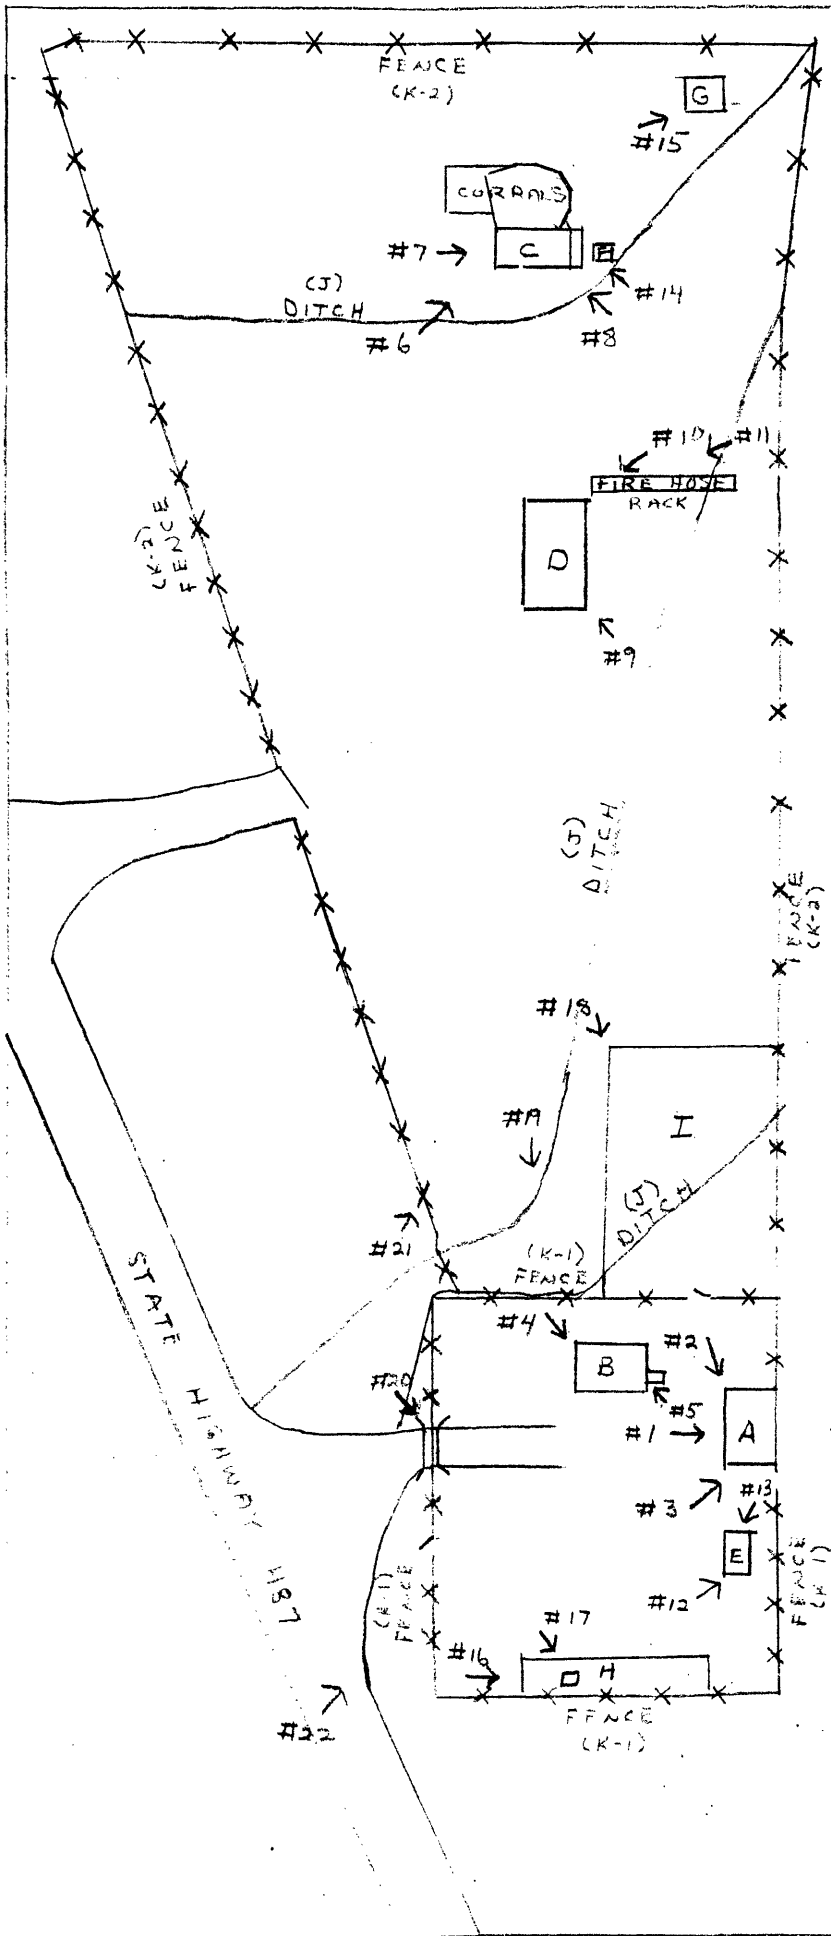 FENCE
(K-2)
G
#15
CORRALS
#7
C
#14
(J)
DITCH
#6
#8
#10
#11
FIRE HOSE
RACK
(K-2)
FENCE
D
#9
(J)
DITCH
FENCE
(K-2)
#18
I
#19
(J)
DITCH
#21
(K-1)
FENCE
STATE HIGHWAY 487
#4
#2
B
#20
#5
#1
A
#3
#13
E
(K-1)
FENCE
FENCE
(K-1)
#12
#17
#16
H
FENCE
(K-1)
#22